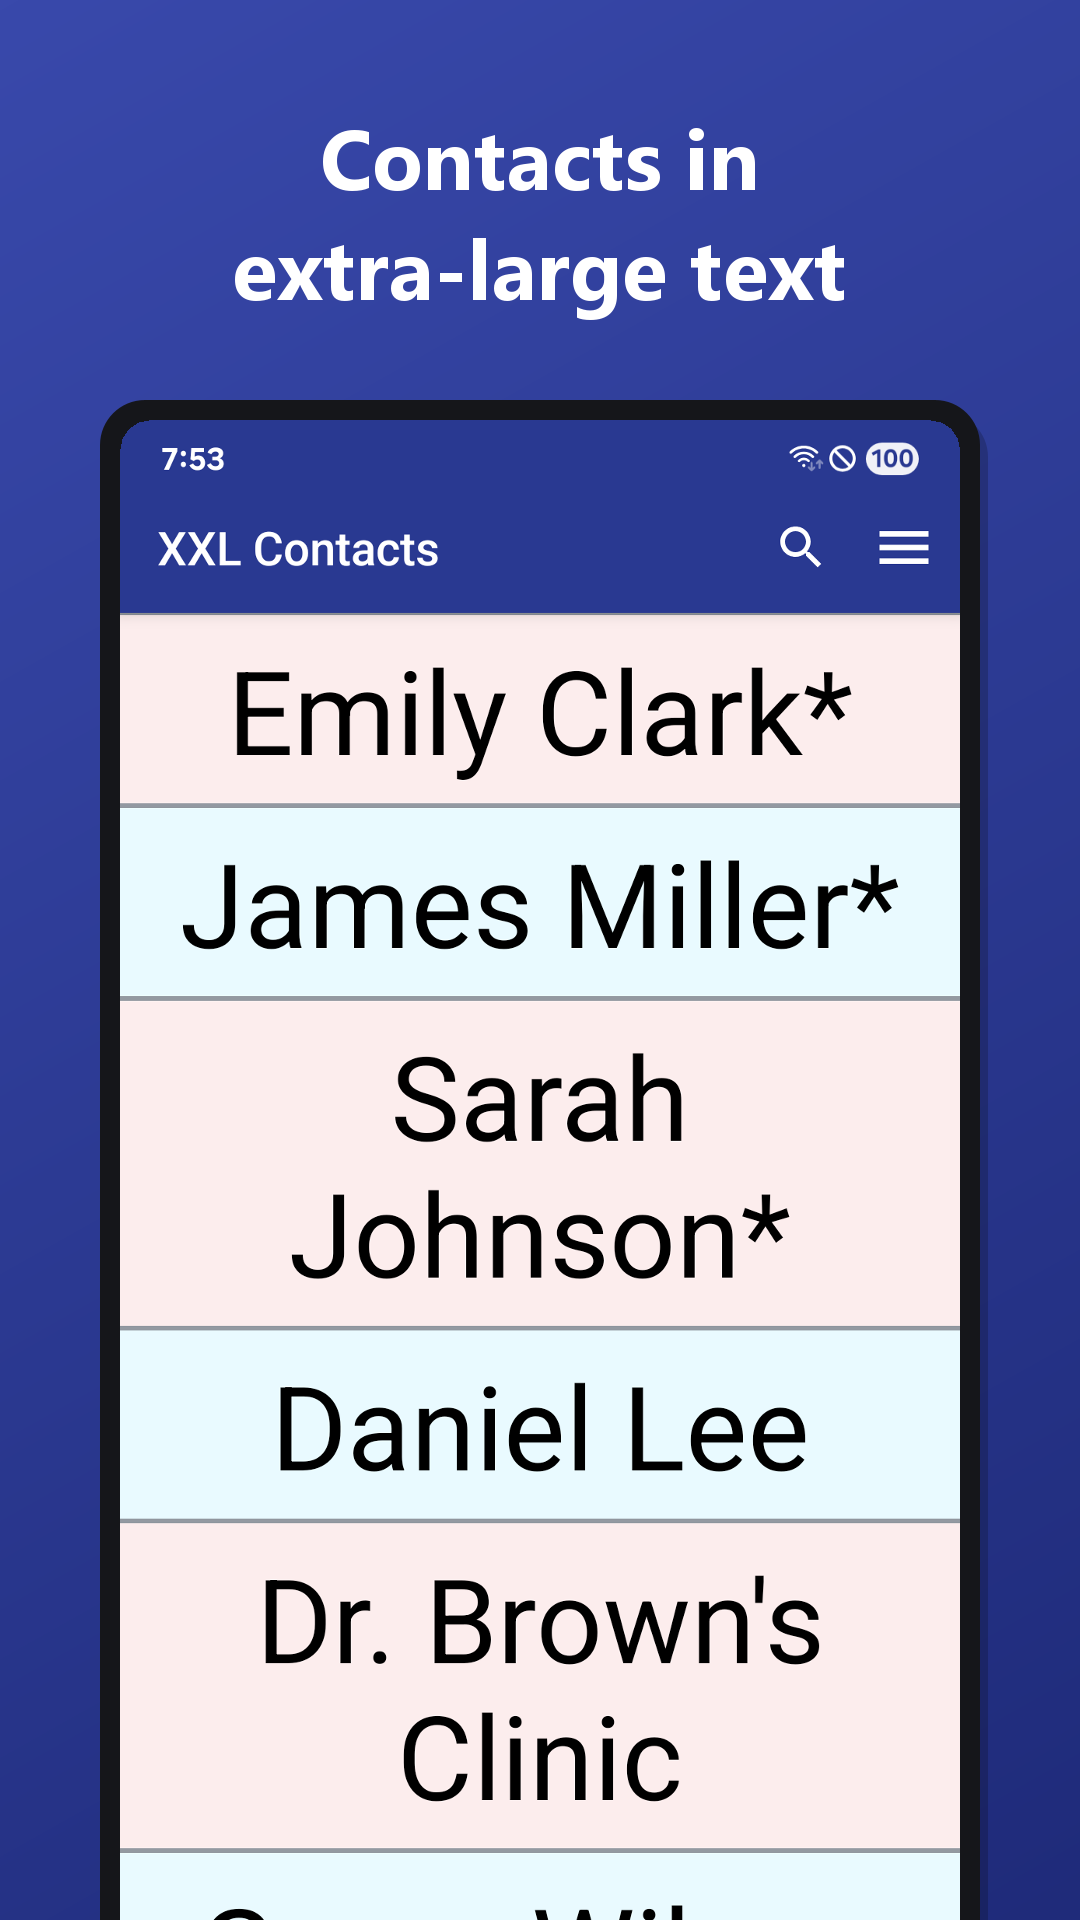 Contacts in
extra-large text
7:53
100
XXL Contacts
Emily Clark*
James Miller*
Sarah
Johnson*
Daniel Lee
Dr. Brown's
Clinic